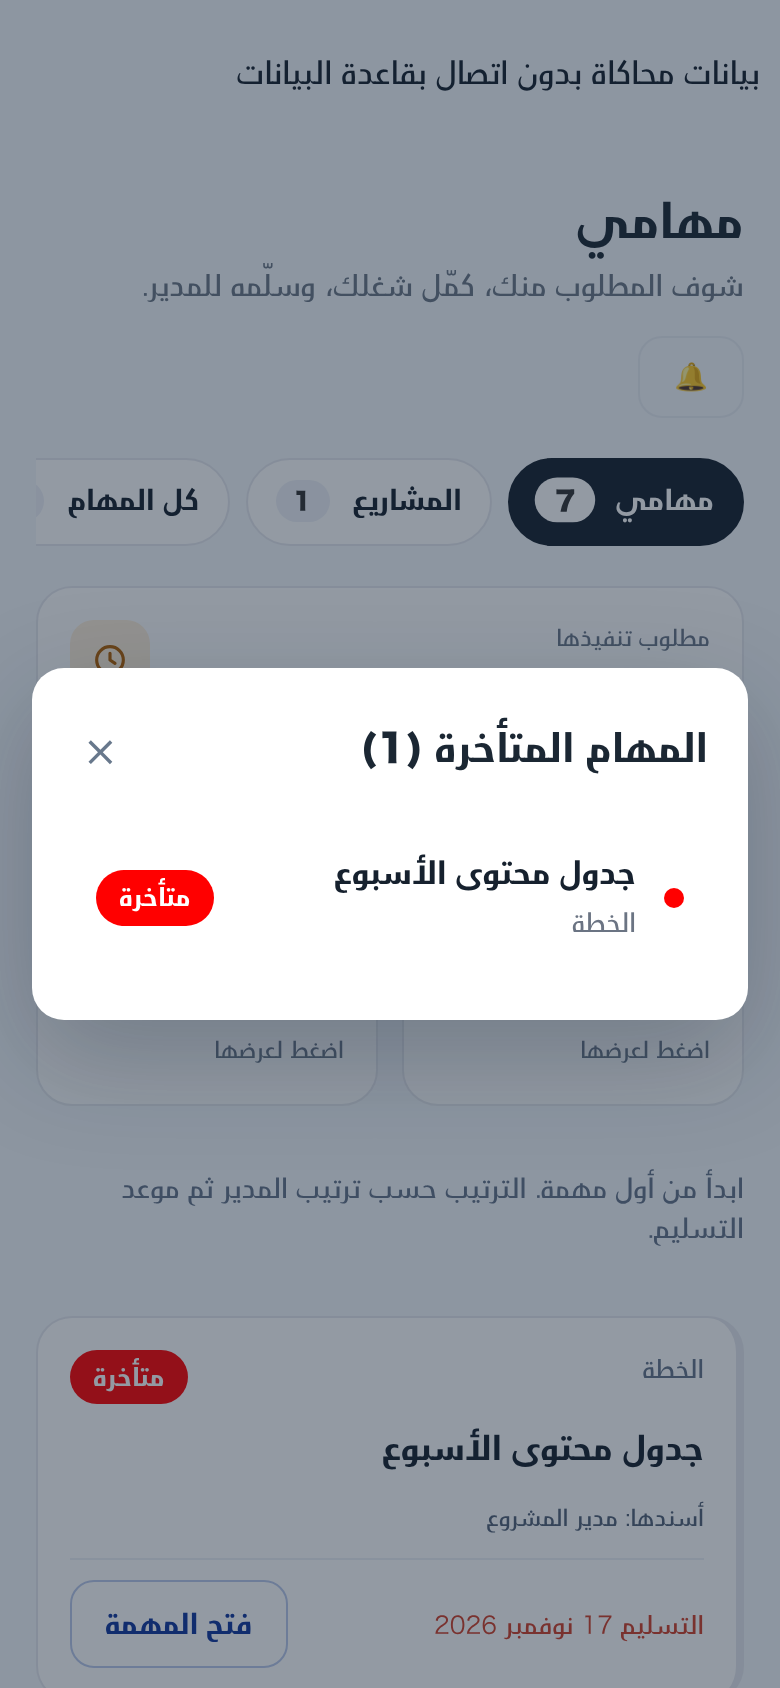 بيانات محاكاة بدون اتصال بقاعدة البيانات
مهامي
شوف المطلوب منك، كمّل شغلك، وسلّمه للمدير.
مهامي 7
المشاريع 1
كل المهام
مطلوب تنفيذها
المهام المتأخرة (1)
جدول محتوى الأسبوع
متأخرة
الخطة
اضغط لعرضها
اضغط لعرضها
ابدأ من أول مهمة. الترتيب حسب ترتيب المدير ثم موعد
التسليم.
الخطة
متأخرة
جدول محتوى الأسبوع
أسندها: مدير المشروع
التسليم 17 نوفمبر 2026
فتح المهمة